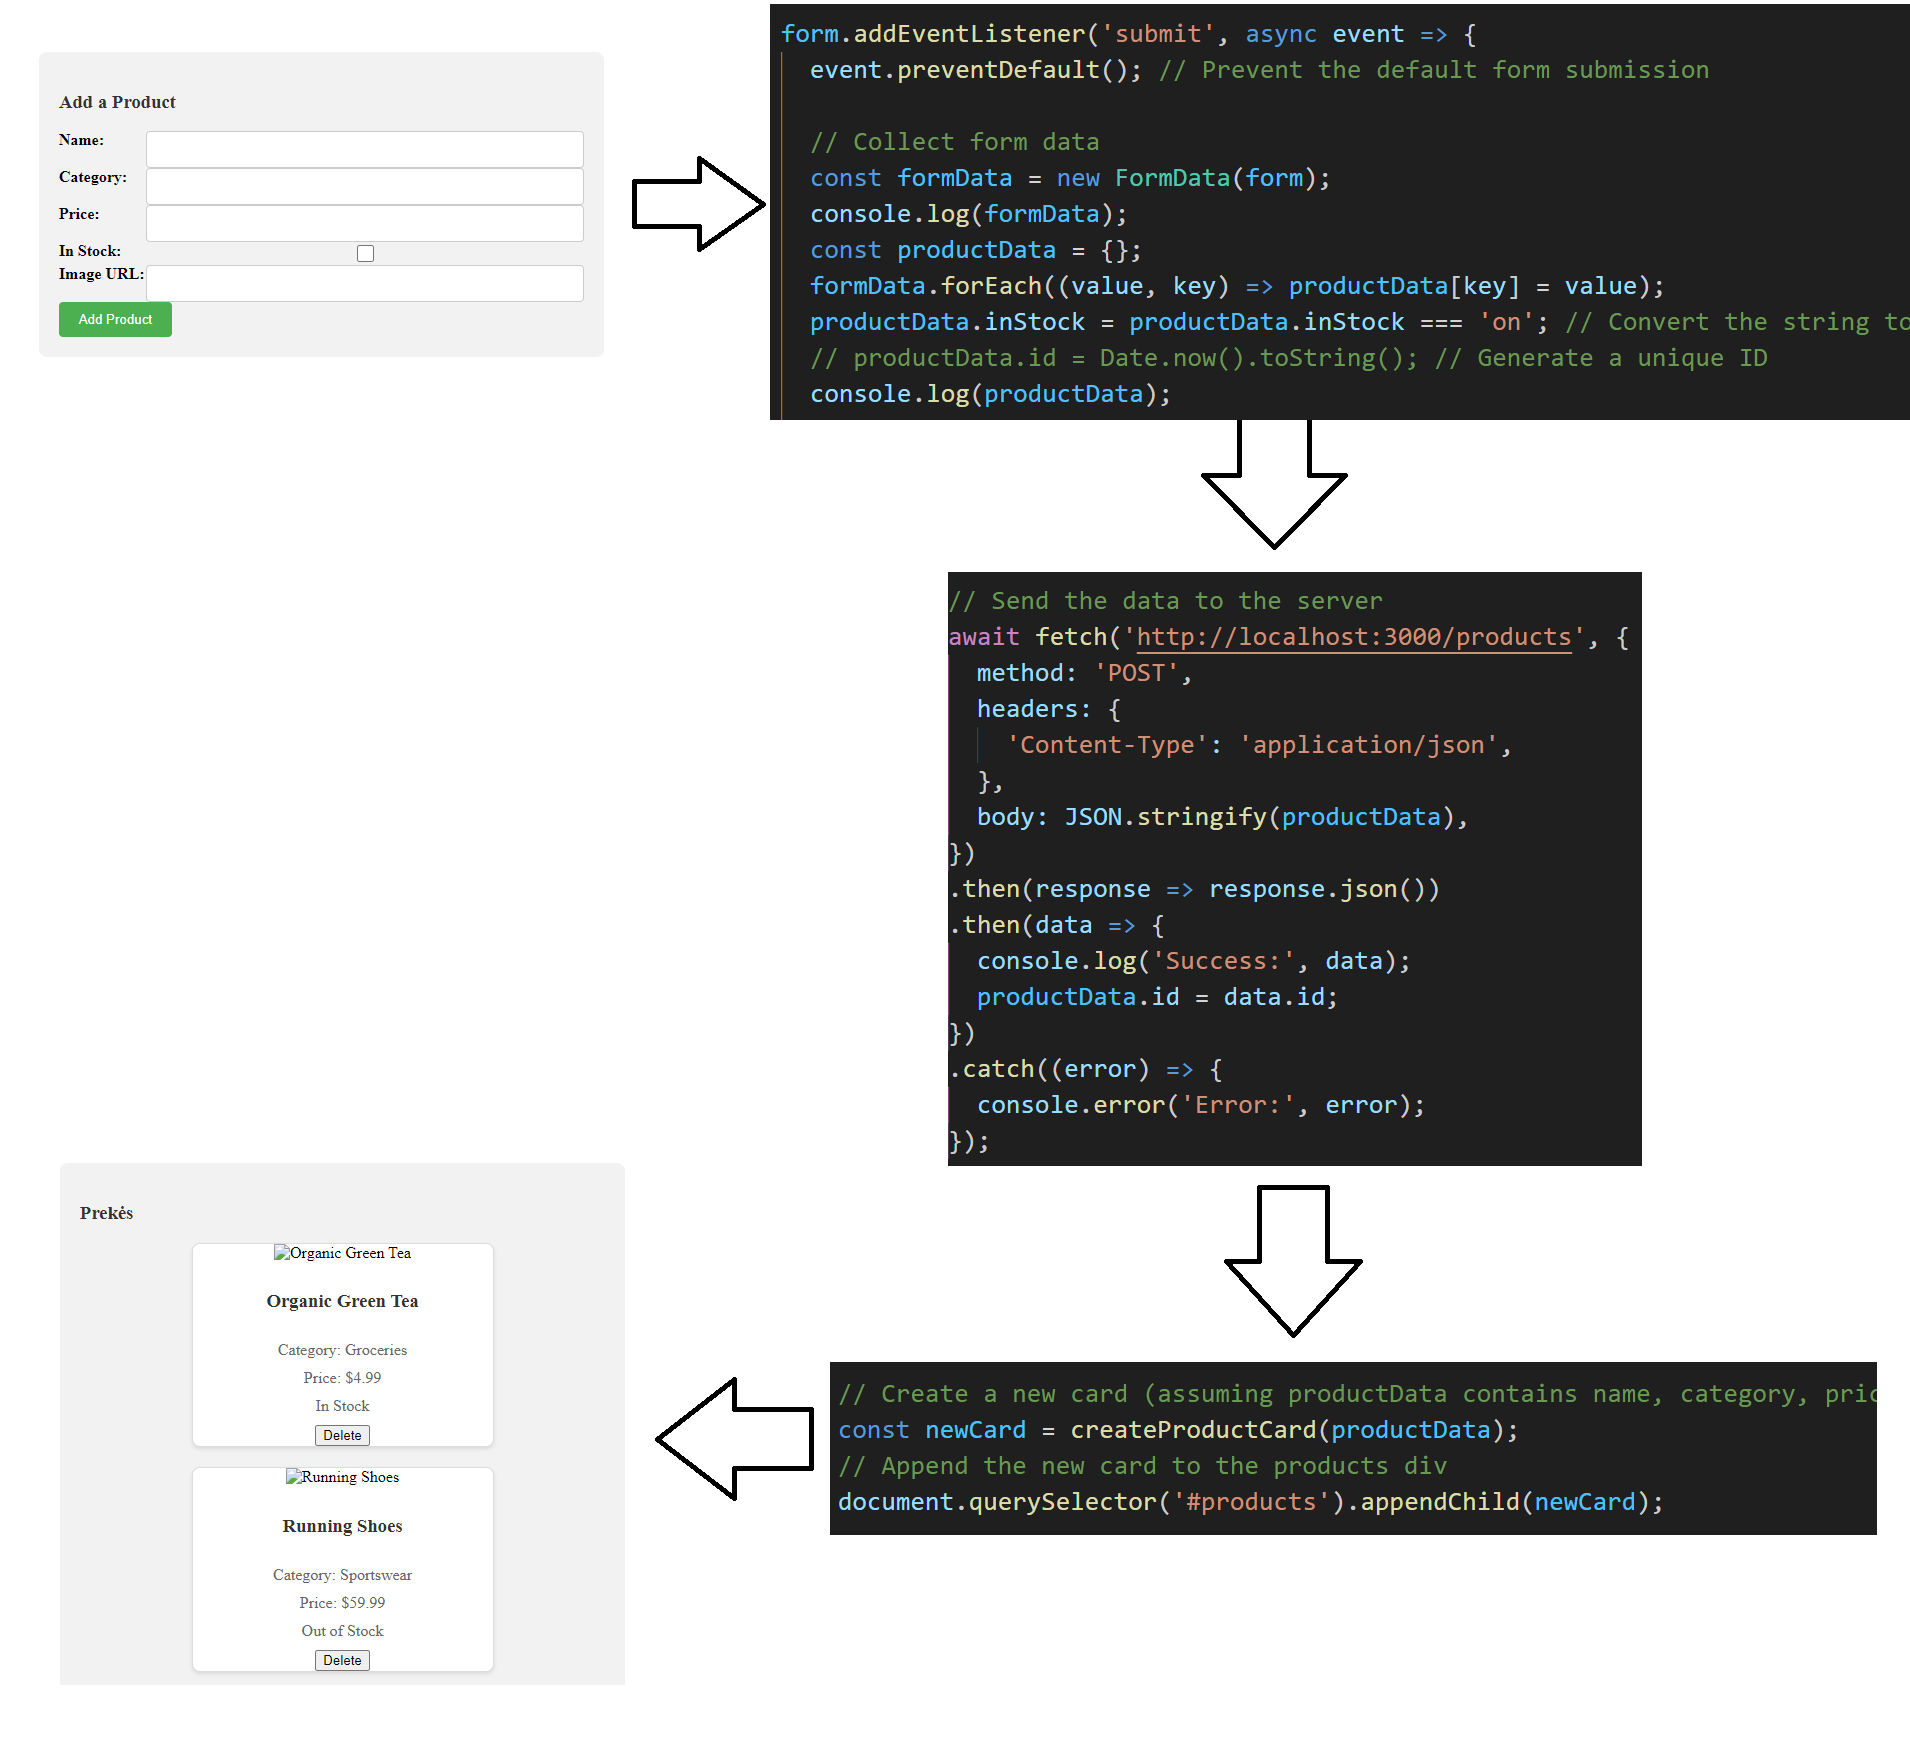 Add a Product
Name:
Category:
Price:
In Stock:
Image URL:
Add Product
form.addEventListener('submit', async event => {
event.preventDefault(); // Prevent the default form submission
// Collect form data
const formData = new FormData(form);
console.log(formData);
const productData = {};
formData.forEach((value, key) => productData[key] = value);
productData.inStock = productData.inStock === 'on'; // Convert the string to
// productData.id = Date.now().toString(); // Generate a unique ID
console.log(productData);
// Send the data to the server
await fetch('http://localhost:3000/products', {
method: 'POST',
headers: {
'Content-Type': 'application/json',
},
body: JSON.stringify(productData),
})
.then(response => response.json())
.then(data => {
console.log('Success:', data);
productData.id = data.id;
})
.catch((error) => {
console.error('Error:', error);
});
// Create a new card (assuming productData contains name, category, pric
const newCard = createProductCard(productData);
// Append the new card to the products div
document.querySelector('#products').appendChild(newCard);
Prekės
Organic Green Tea
Organic Green Tea
Category: Groceries
Price: $4.99
In Stock
Delete
Running Shoes
Running Shoes
Category: Sportswear
Price: $59.99
Out of Stock
Delete